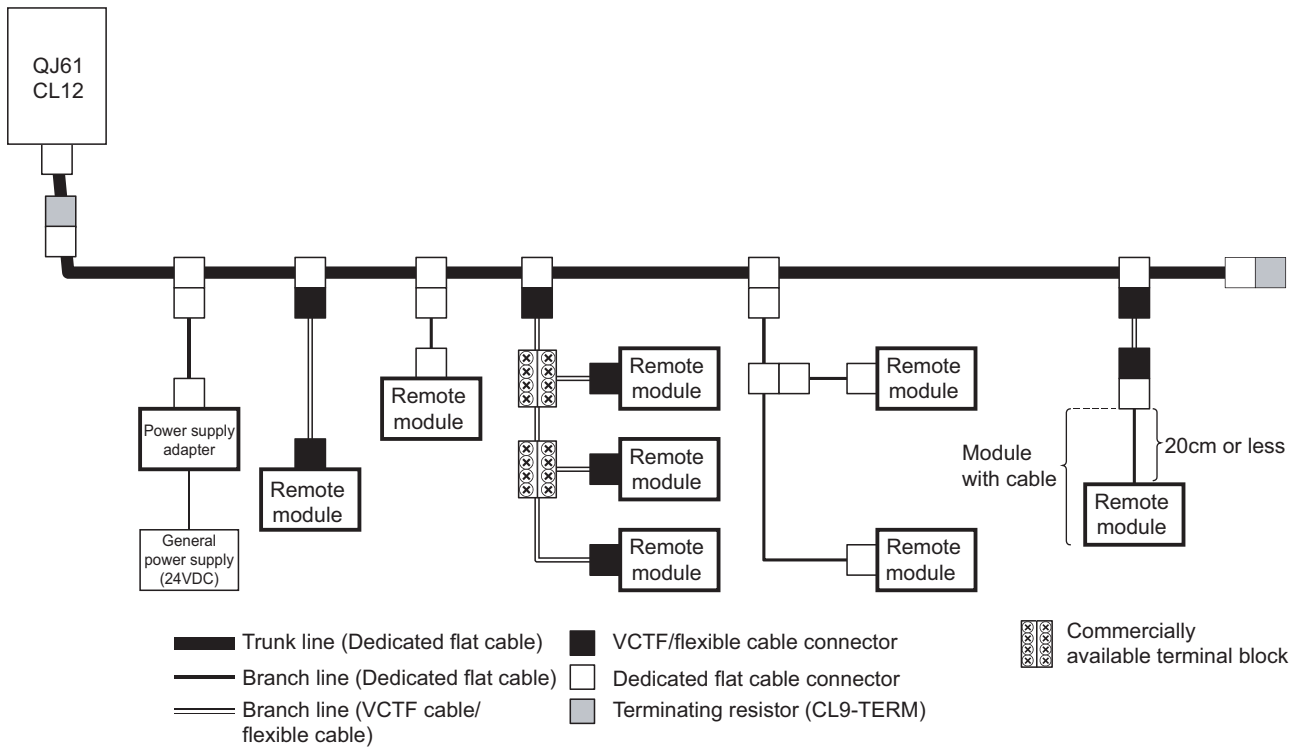 QJ61
CL12
Remote
module
Remote
module
Remote
module
Power supply
adapter
Module
with cable
20cm or less
Remote
module
Remote
module
Remote
module
General
power supply
(24VDC)
Remote
module
Remote
module
Trunk line (Dedicated flat cable)
Branch line (Dedicated flat cable)
Branch line (VCTF cable/
flexible cable)
VCTF/flexible cable connector
Dedicated flat cable connector
Terminating resistor (CL9-TERM)
Commercially
available terminal block